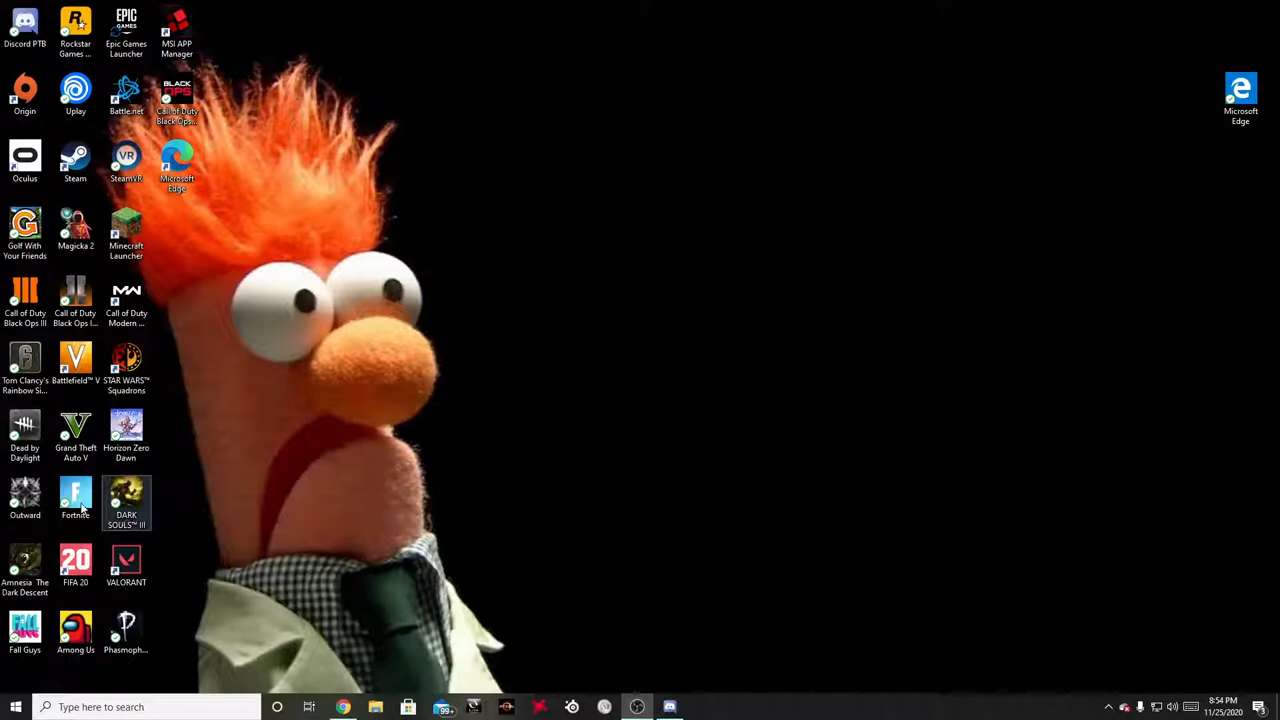 Discord PTB
Rockstar
Games ...
EPIC
GAMES
Epic Games
Launcher
MSI APP
Manager
Origin
Uplay
Battle.net
BLACK
OPS
Call of Duty
Black Ops...
Oculus
Steam
VR
SteamVR
Microsoft
Edge
Golf With
Your Friends
Magicka 2
Minecraft
Launcher
Call of Duty
Black Ops III
Call of Duty
Black Ops I...
Call of Duty
Modern ...
Tom Clancy's
Rainbow Si...
Battlefield™ V
STAR WARS™
Squadrons
Dead by
Daylight
Grand Theft
Auto V
Horizon Zero
Dawn
Outward
Fortnite
DARK
SOULS™ III
Amnesia The
Dark Descent
20
FIFA 20
VALORANT
FALL
Fall Guys
Among Us
Phasmoph...
Microsoft
Edge
Type here to search
99+
8:54 PM
11/25/2020
3